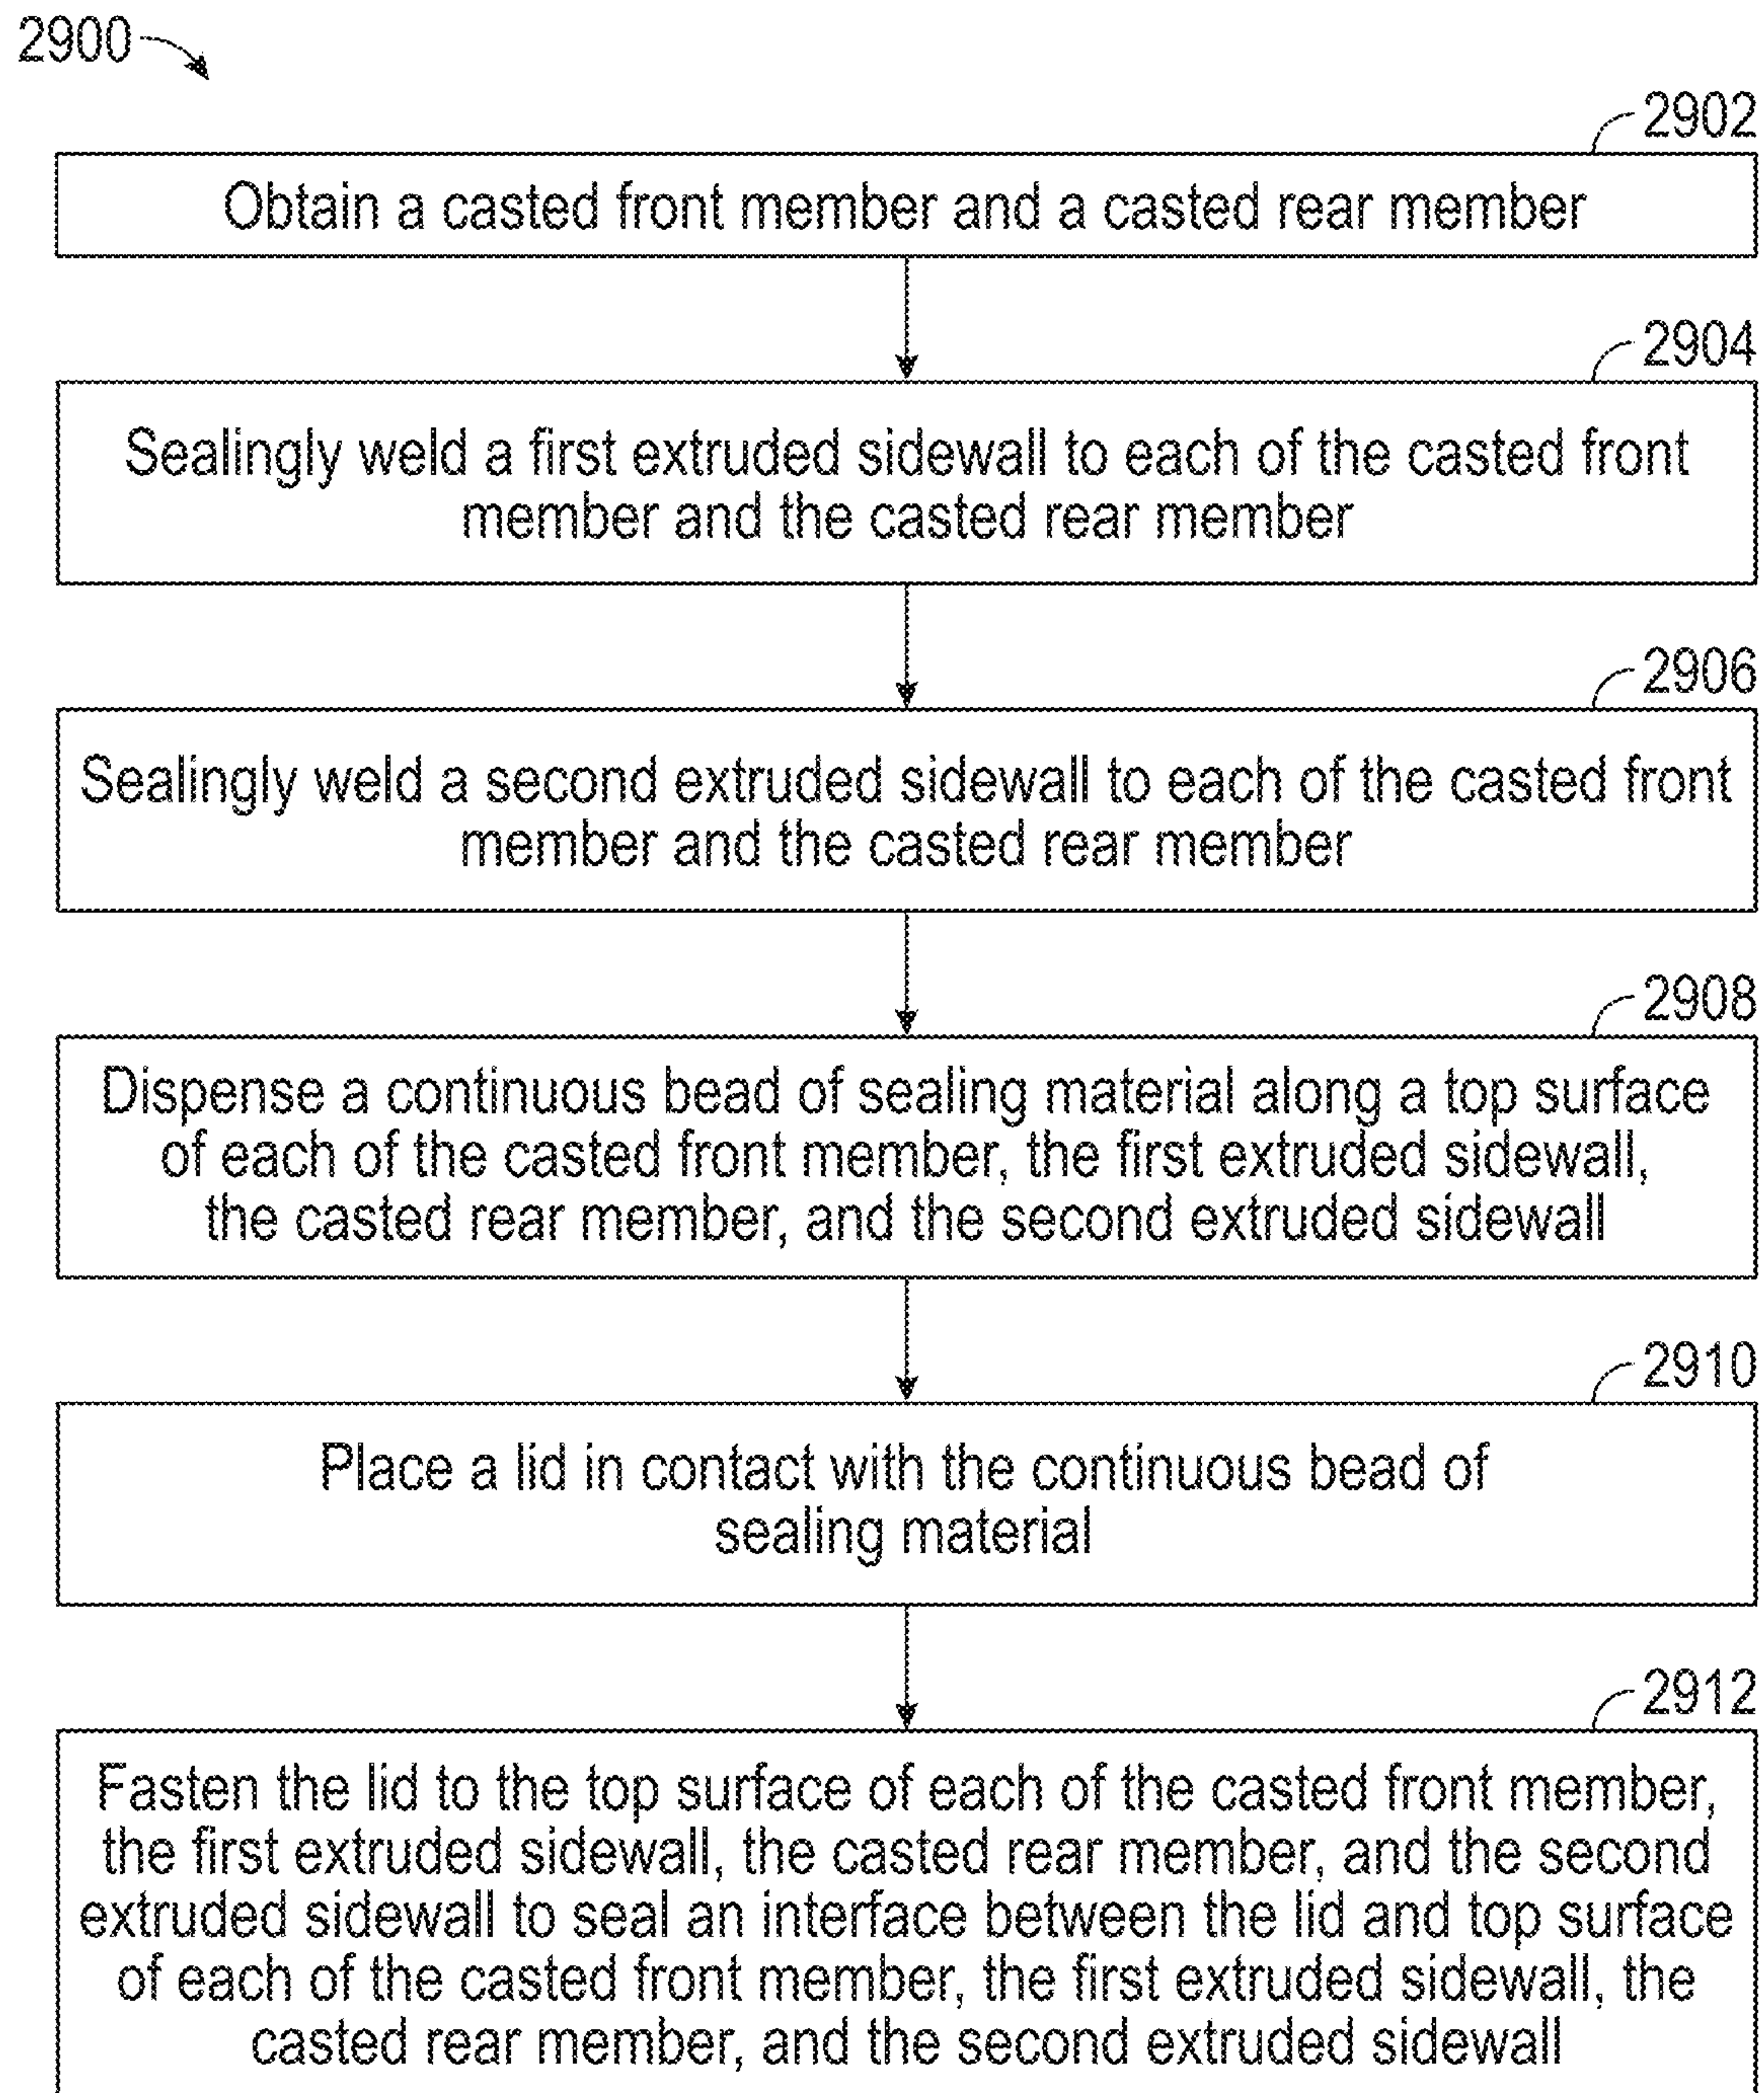 2900
2902
Obtain a casted front member and a casted rear member
2904
Sealingly weld a first extruded sidewall to each of the casted front
member and the casted rear member
2906
Sealingly weld a second extruded sidewall to each of the casted front
member and the casted rear member
2908
Dispense a continuous bead of sealing material along a top surface
of each of the casted front member, the first extruded sidewall,
the casted rear member, and the second extruded sidewall
2910
Place a lid in contact with the continuous bead of
sealing material
2912
Fasten the lid to the top surface of each of the casted front member,
the first extruded sidewall, the casted rear member, and the second
extruded sidewall to seal an interface between the lid and top surface
of each of the casted front member, the first extruded sidewall, the
casted rear member, and the second extruded sidewall